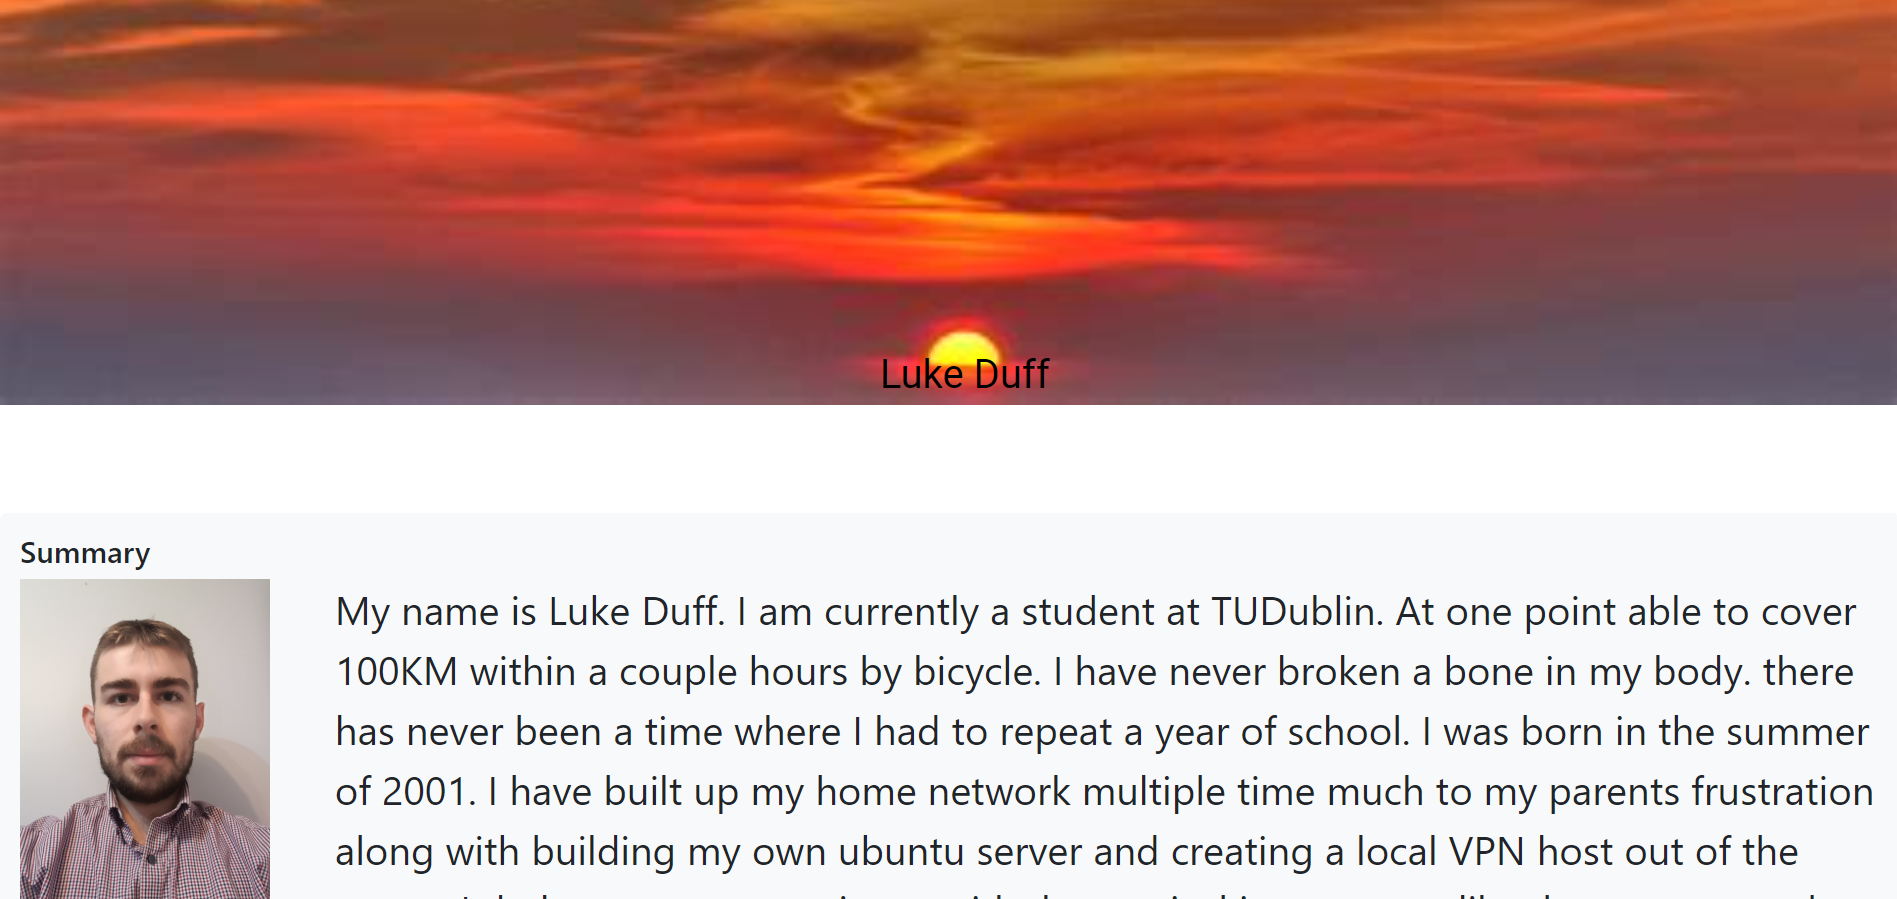 Luke Duff
Summary
My name is Luke Duff. I am currently a student at TUDublin. At one point able to cover
100KM within a couple hours by bicycle. I have never broken a bone in my body. there
has never been a time where I had to repeat a year of school. I was born in the summer
of 2001. I have built up my home network multiple time much to my parents frustration
along with building my own ubuntu server and creating a local VPN host out of the